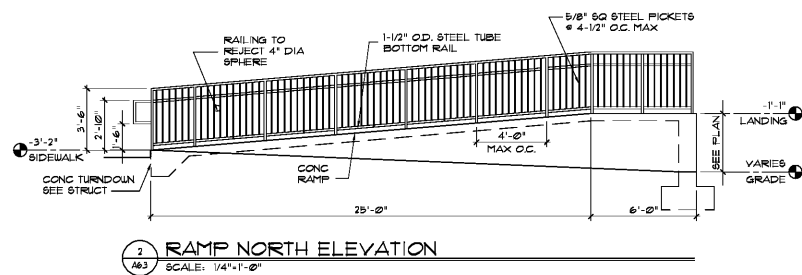 RAILING TO
REJECT 4" DIA
SPHERE
1-1/2" O.D. STEEL TUBE
BOTTOM RAIL
5/8" SQ STEEL PICKETS
@ 4-1/2" O.C. MAX
3'-6"
2'-10"
1'-6"
-3'-2"
SIDEWALK
CONC TURNDOWN
SEE STRUCT
CONC
RAMP
4'-0"
MAX O.C.
-1'-1"
LANDING
SEE PLAN
VARIES
GRADE
25'-0"
6'-0"
2
A6.3
RAMP NORTH ELEVATION
SCALE: 1/4"=1'-0"